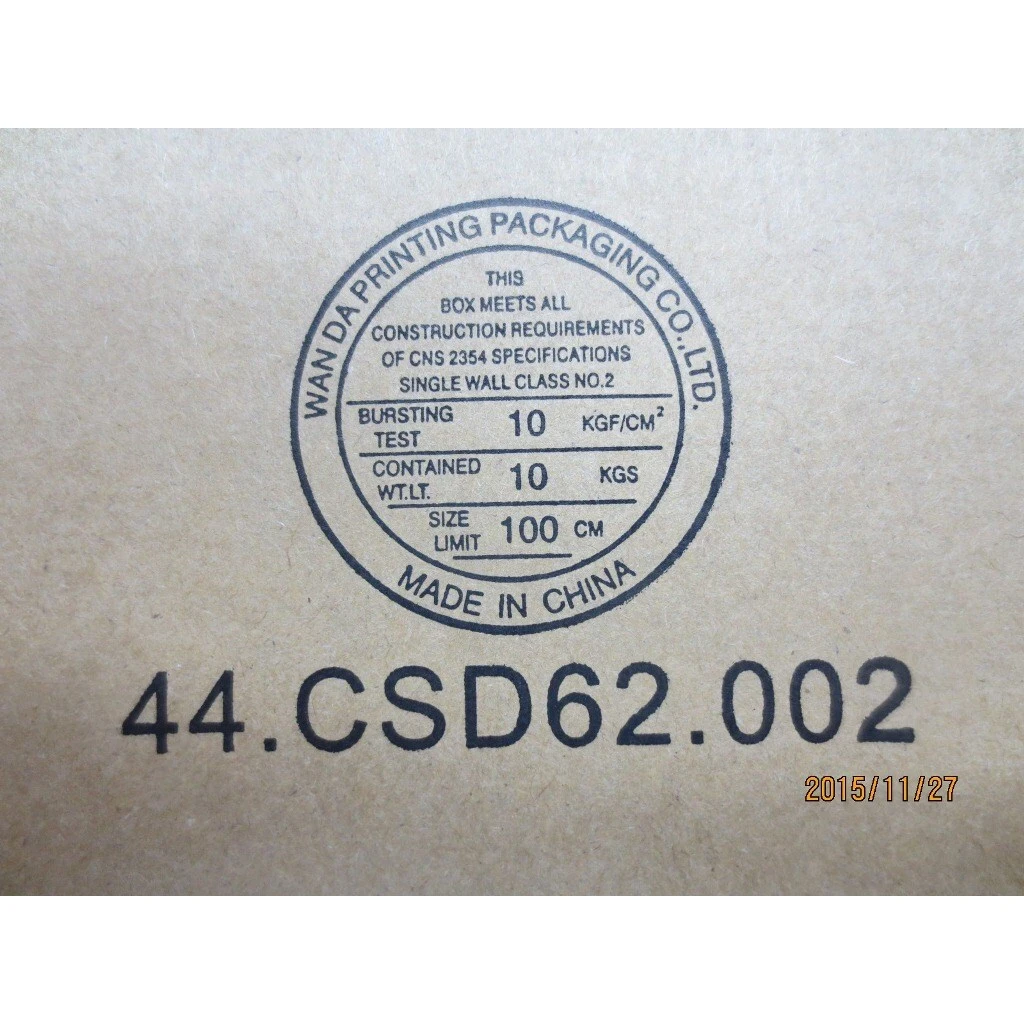 WAN DA PRINTING PACKAGING CO.,LTD.
THIS
BOX MEETS ALL
CONSTRUCTION REQUIREMENTS
OF CNS 2354 SPECIFICATIONS
SINGLE WALL CLASS NO.2
BURSTING TEST 10 KGF/CM²
CONTAINED WT.LT. 10 KGS
SIZE LIMIT 100 CM
MADE IN CHINA
44.CSD62.002
2015/11/27